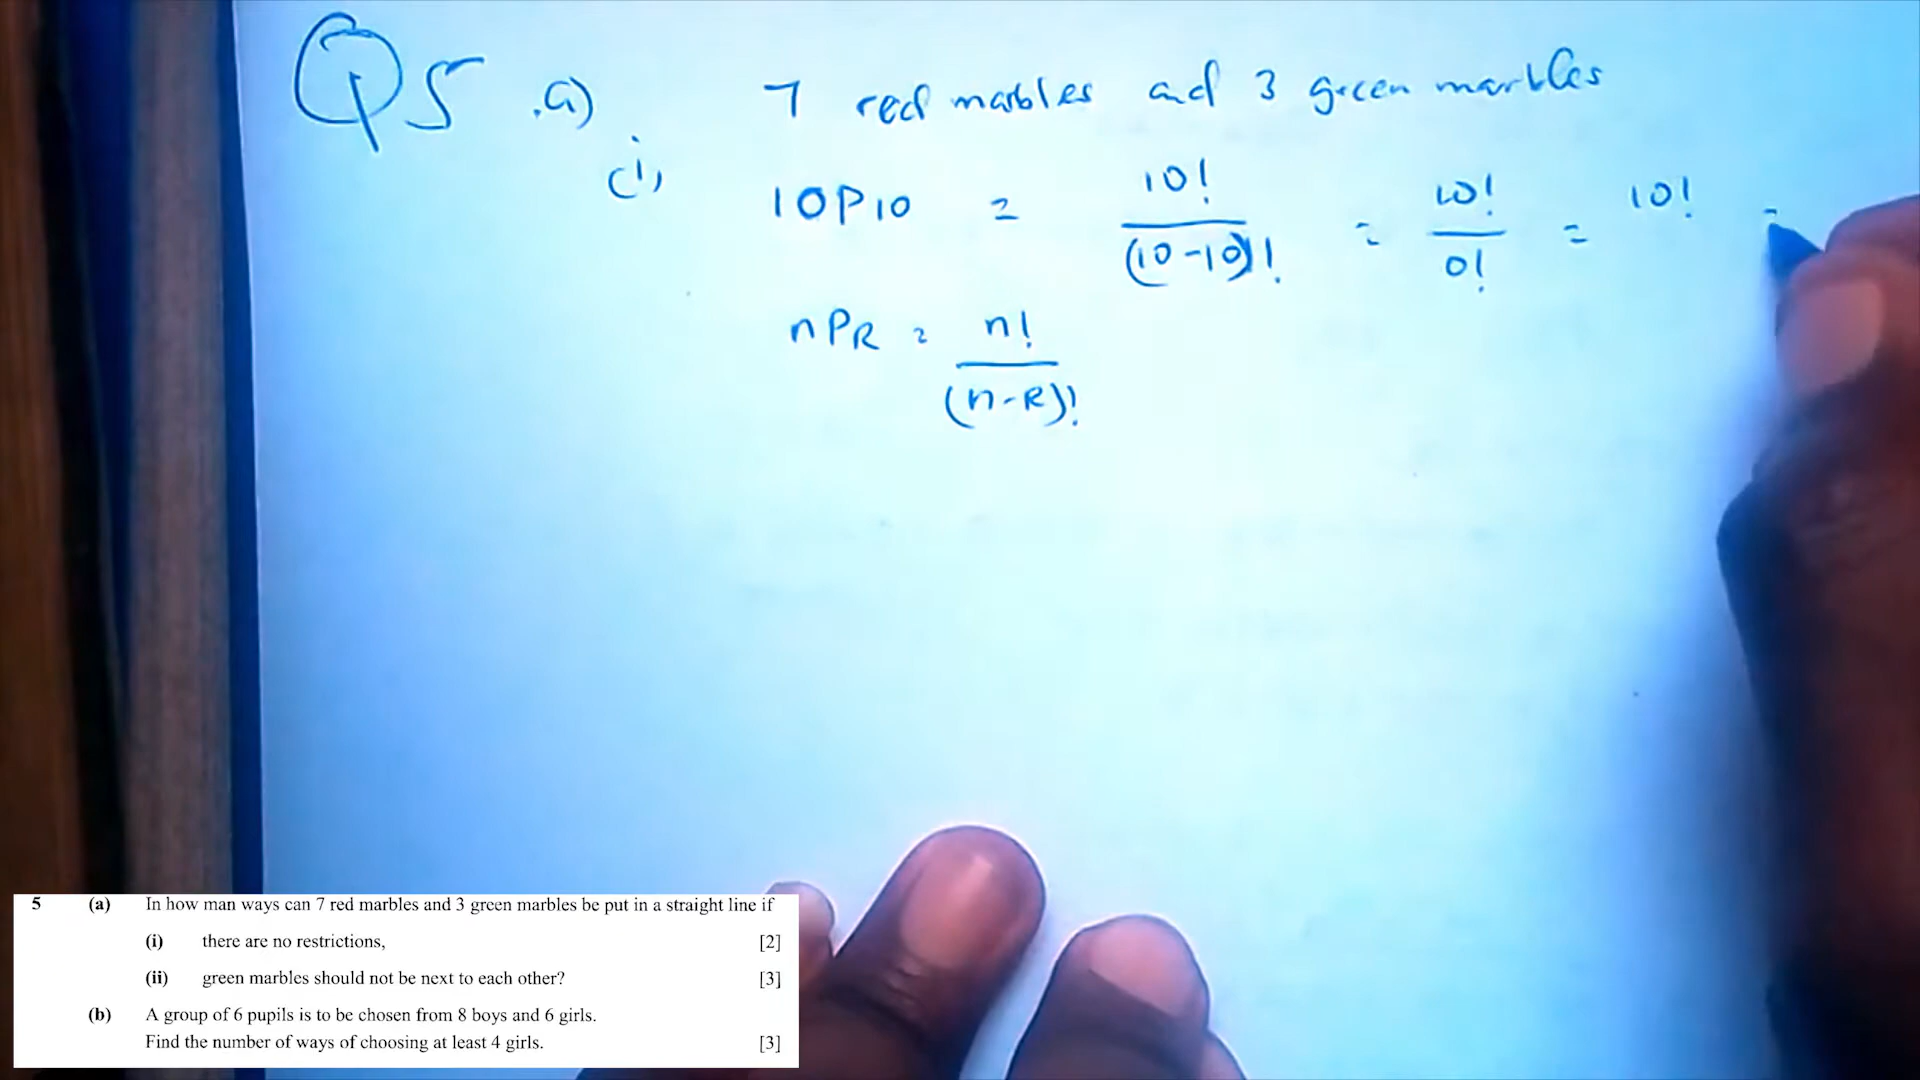 Q5 .a) 7 red marbles and 3 green marbles
(i) 10P10 = 10! / (10-10)! = 10! / 0! = 10! =
nPR = n! / (n-R)!
5 (a) In how man ways can 7 red marbles and 3 green marbles be put in a straight line if
(i) there are no restrictions, [2]
(ii) green marbles should not be next to each other? [3]
(b) A group of 6 pupils is to be chosen from 8 boys and 6 girls.
Find the number of ways of choosing at least 4 girls. [3]